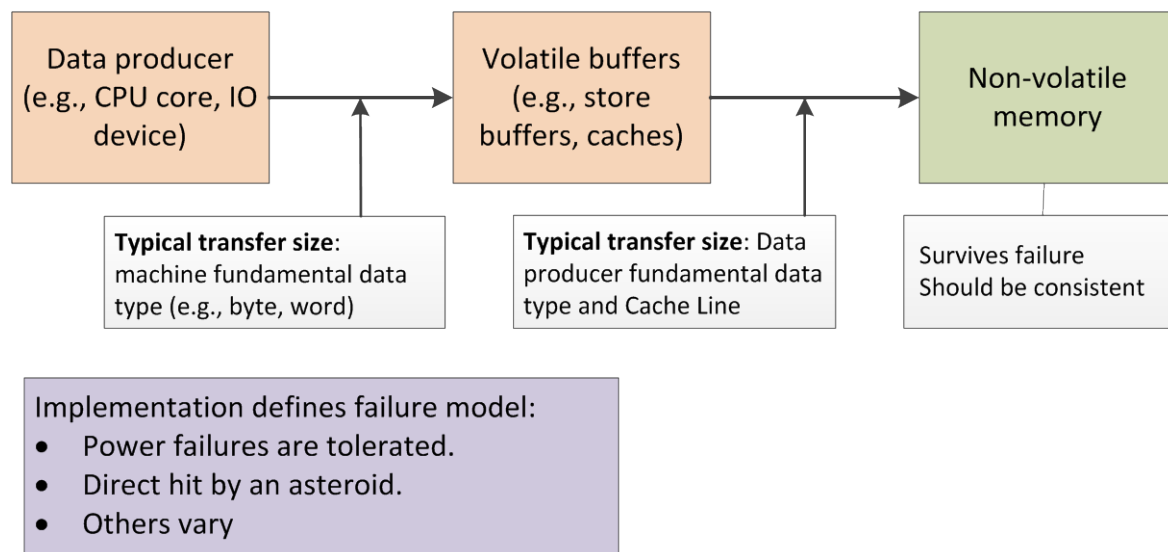 Data producer
(e.g., CPU core, IO
device)
Volatile buffers
(e.g., store
buffers, caches)
Non-volatile
memory
Typical transfer size:
machine fundamental data
type (e.g., byte, word)
Typical transfer size: Data
producer fundamental data
type and Cache Line
Survives failure
Should be consistent
Implementation defines failure model:
• Power failures are tolerated.
• Direct hit by an asteroid.
• Others vary